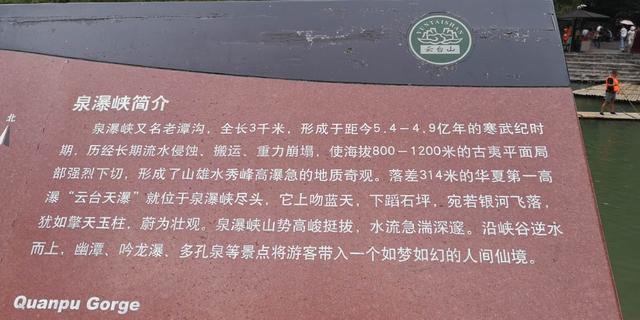 YUNTAISHAN
云台山
北
泉瀑峡简介
泉瀑峡又名老潭沟，全长3千米，形成于距今5.4－4.9亿年的寒武纪时
期，历经长期流水侵蚀、搬运、重力崩塌，使海拔800－1200米的古夷平面局
部强烈下切，形成了山雄水秀峰高瀑急的地质奇观。落差314米的华夏第一高
瀑“云台天瀑”就位于泉瀑峡尽头，它上吻蓝天，下蹈石坪，宛若银河飞落，
犹如擎天玉柱，蔚为壮观。泉瀑峡山势高峻挺拔，水流急湍深邃。沿峡谷逆水
而上，幽潭、吟龙瀑、多孔泉等景点将游客带入一个如梦如幻的人间仙境。
Quanpu Gorge